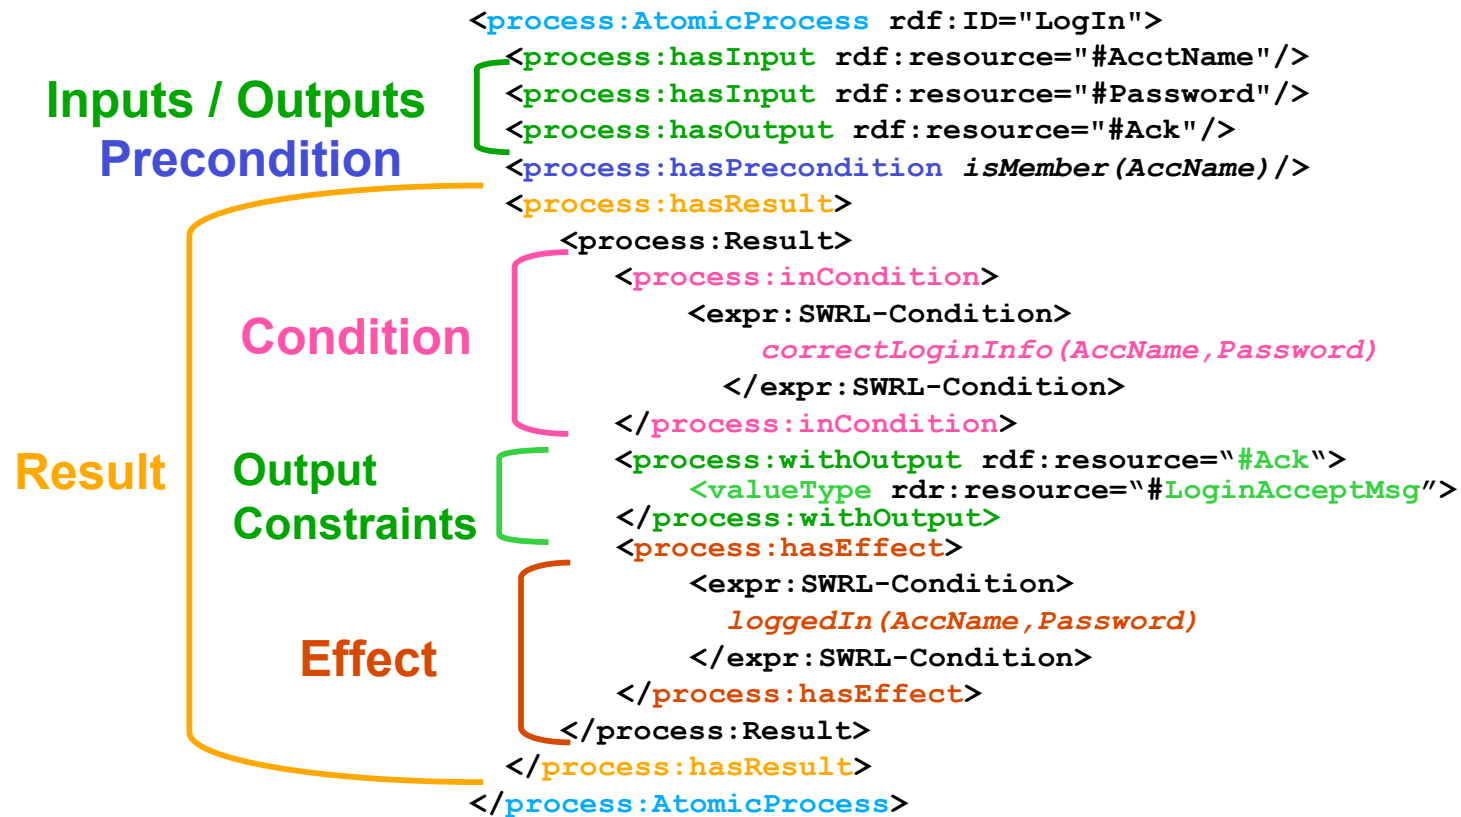 <process:AtomicProcess rdf:ID="LogIn">
<process:hasInput rdf:resource="#AcctName"/>
Inputs / Outputs
<process:hasInput rdf:resource="#Password"/>
<process:hasOutput rdf:resource="#Ack"/>
Precondition
<process:hasPrecondition isMember(AccName)/>
<process:hasResult>
<process:Result>
<process:inCondition>
<expr:SWRL-Condition>
Condition
correctLoginInfo(AccName,Password)
</expr:SWRL-Condition>
</process:inCondition>
Result
Output
Constraints
<process:withOutput rdf:resource=“#Ack“>
<valueType rdr:resource=“#LoginAcceptMsg”>
</process:withOutput>
<process:hasEffect>
<expr:SWRL-Condition>
loggedIn(AccName,Password)
Effect
</expr:SWRL-Condition>
</process:hasEffect>
</process:Result>
</process:hasResult>
</process:AtomicProcess>